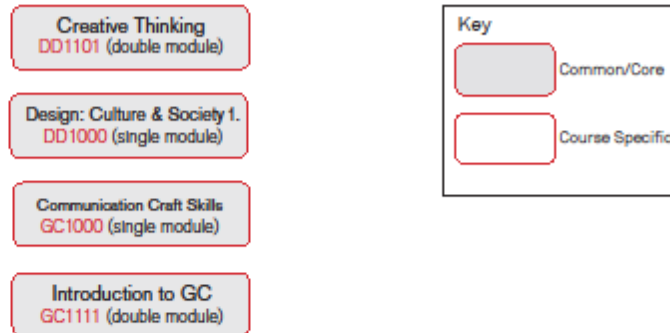 Creative Thinking
DD1101 (double module)
Design: Culture & Society 1.
DD1000 (single module)
Communication Craft Skills
GC1000 (single module)
Introduction to GC
GC1111 (double module)
Key
Common/Core
Course Specific